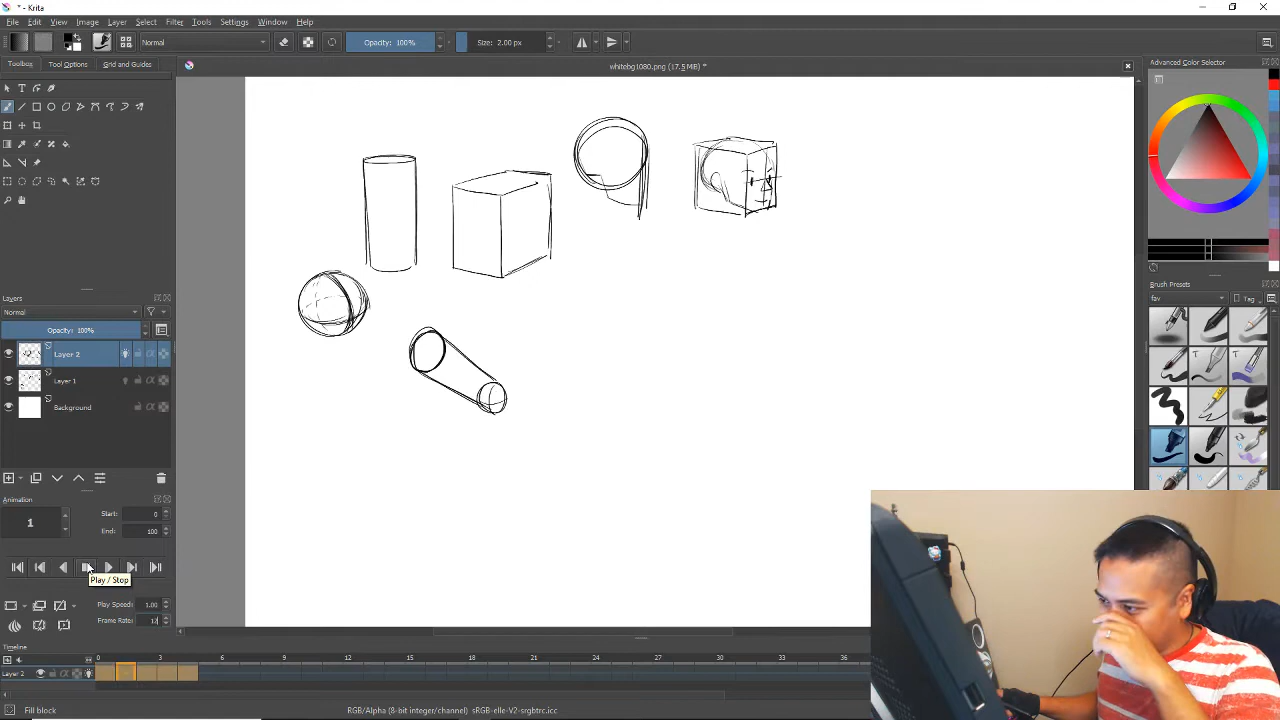 - Krita
File Edit View Image Layer Select Filter Tools Settings Window Help
Normal Opacity: 100% Size: 2.00 px
Toolbox Tool Options Grid and Guides
whitebg1080.png (17.5 MiB) *
Advanced Color Selector
Layers
Normal
Opacity: 100%
Layer 2
Layer 1
Background
Brush Presets
fav Tag
Animation
1
Start: 0
End: 100
Play / Stop
Play Speed: 1.00
Frame Rate: 12
Timeline
0 3 6 9 12 15 18 21 24 27 30 33 36
Layer 2
Fill block
RGB/Alpha (8-bit integer/channel) sRGB-elle-V2-srgbtrc.icc